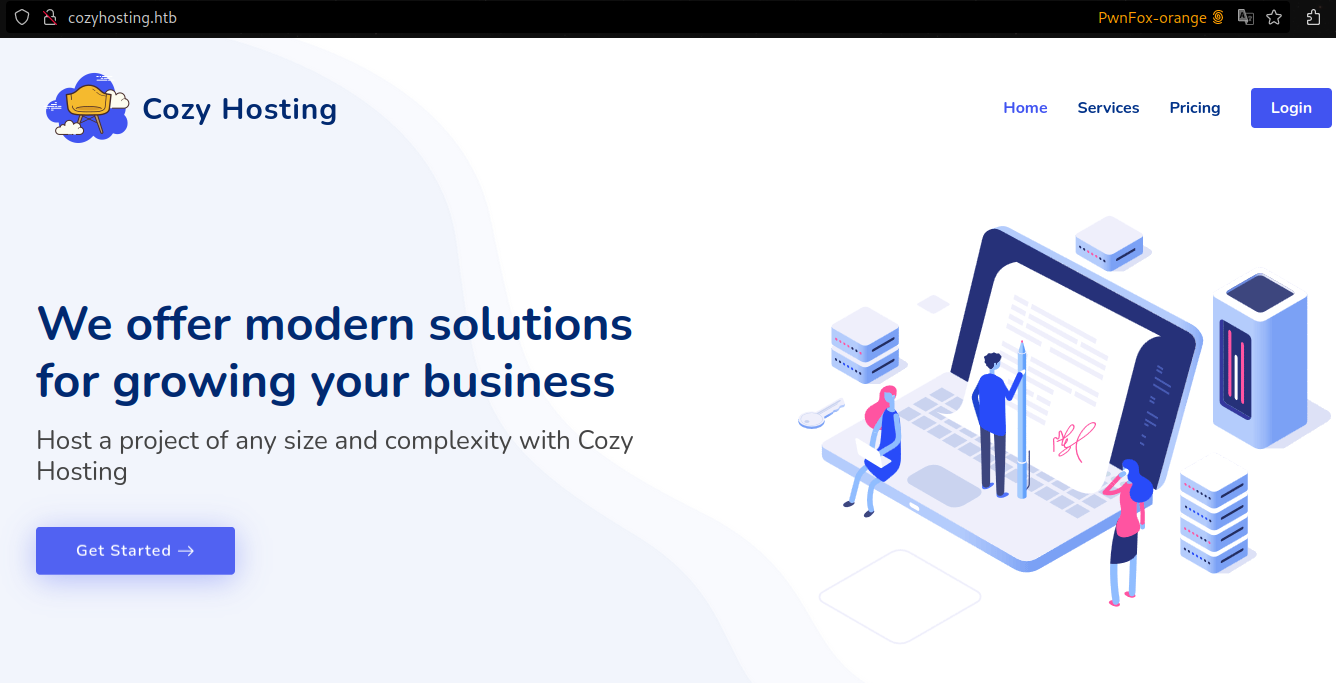 cozyhosting.htb PwnFox-orange
Cozy Hosting Home Services Pricing Login
We offer modern solutions
for growing your business
Host a project of any size and complexity with Cozy
Hosting
Get Started →